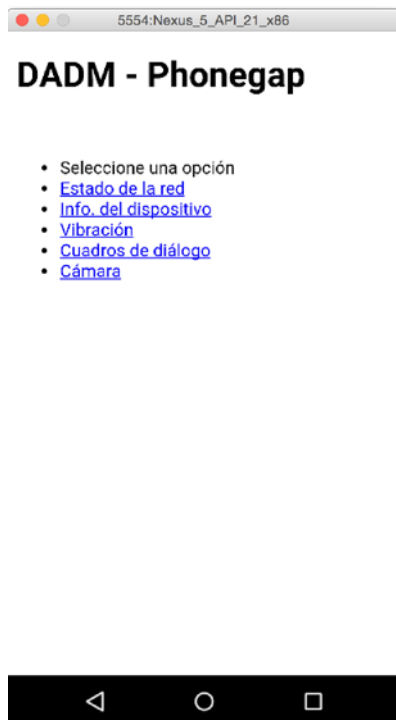 5554:Nexus_5_API_21_x86
DADM - Phonegap
Seleccione una opción
Estado de la red
Info. del dispositivo
Vibración
Cuadros de diálogo
Cámara